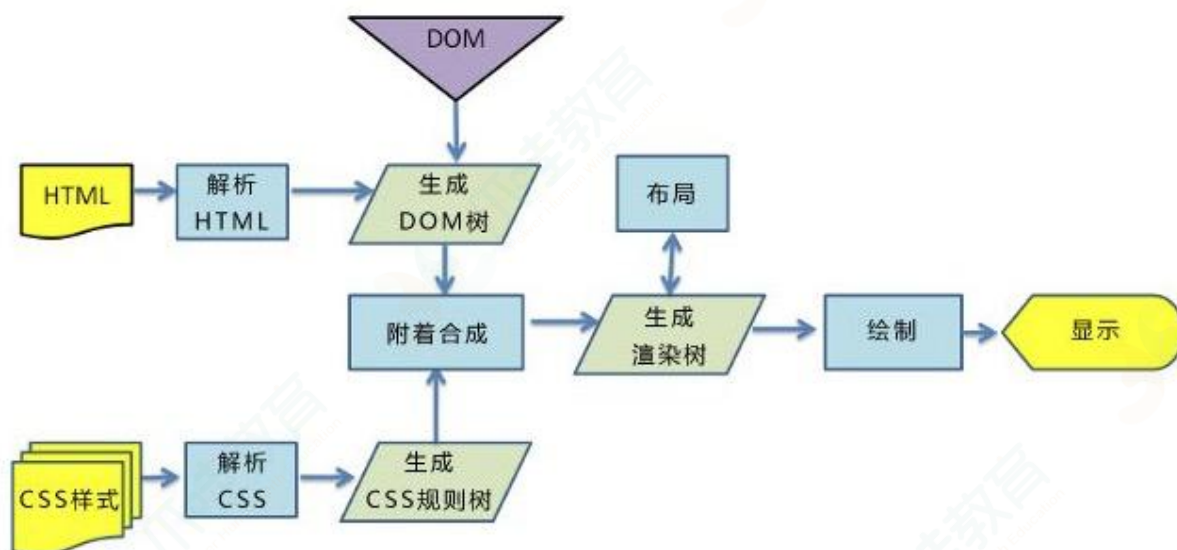 DOM
HTML
解析
HTML
生成
DOM树
布局
附着合成
生成
渲染树
绘制
显示
CSS样式
解析
CSS
生成
CSS规则树